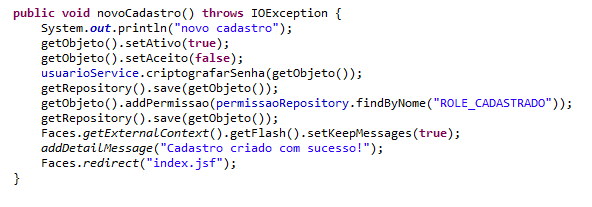 public void novoCadastro() throws IOException {
System.out.println("novo cadastro");
getObjeto().setAtivo(true);
getObjeto().setAceito(false);
usuarioService.criptografarSenha(getObjeto());
getRepository().save(getObjeto());
getObjeto().addPermissao(permissaoRepository.findByNome("ROLE_CADASTRADO"));
getRepository().save(getObjeto());
Faces.getExternalContext().getFlash().setKeepMessages(true);
addDetailMessage("Cadastro criado com sucesso!");
Faces.redirect("index.jsf");
}